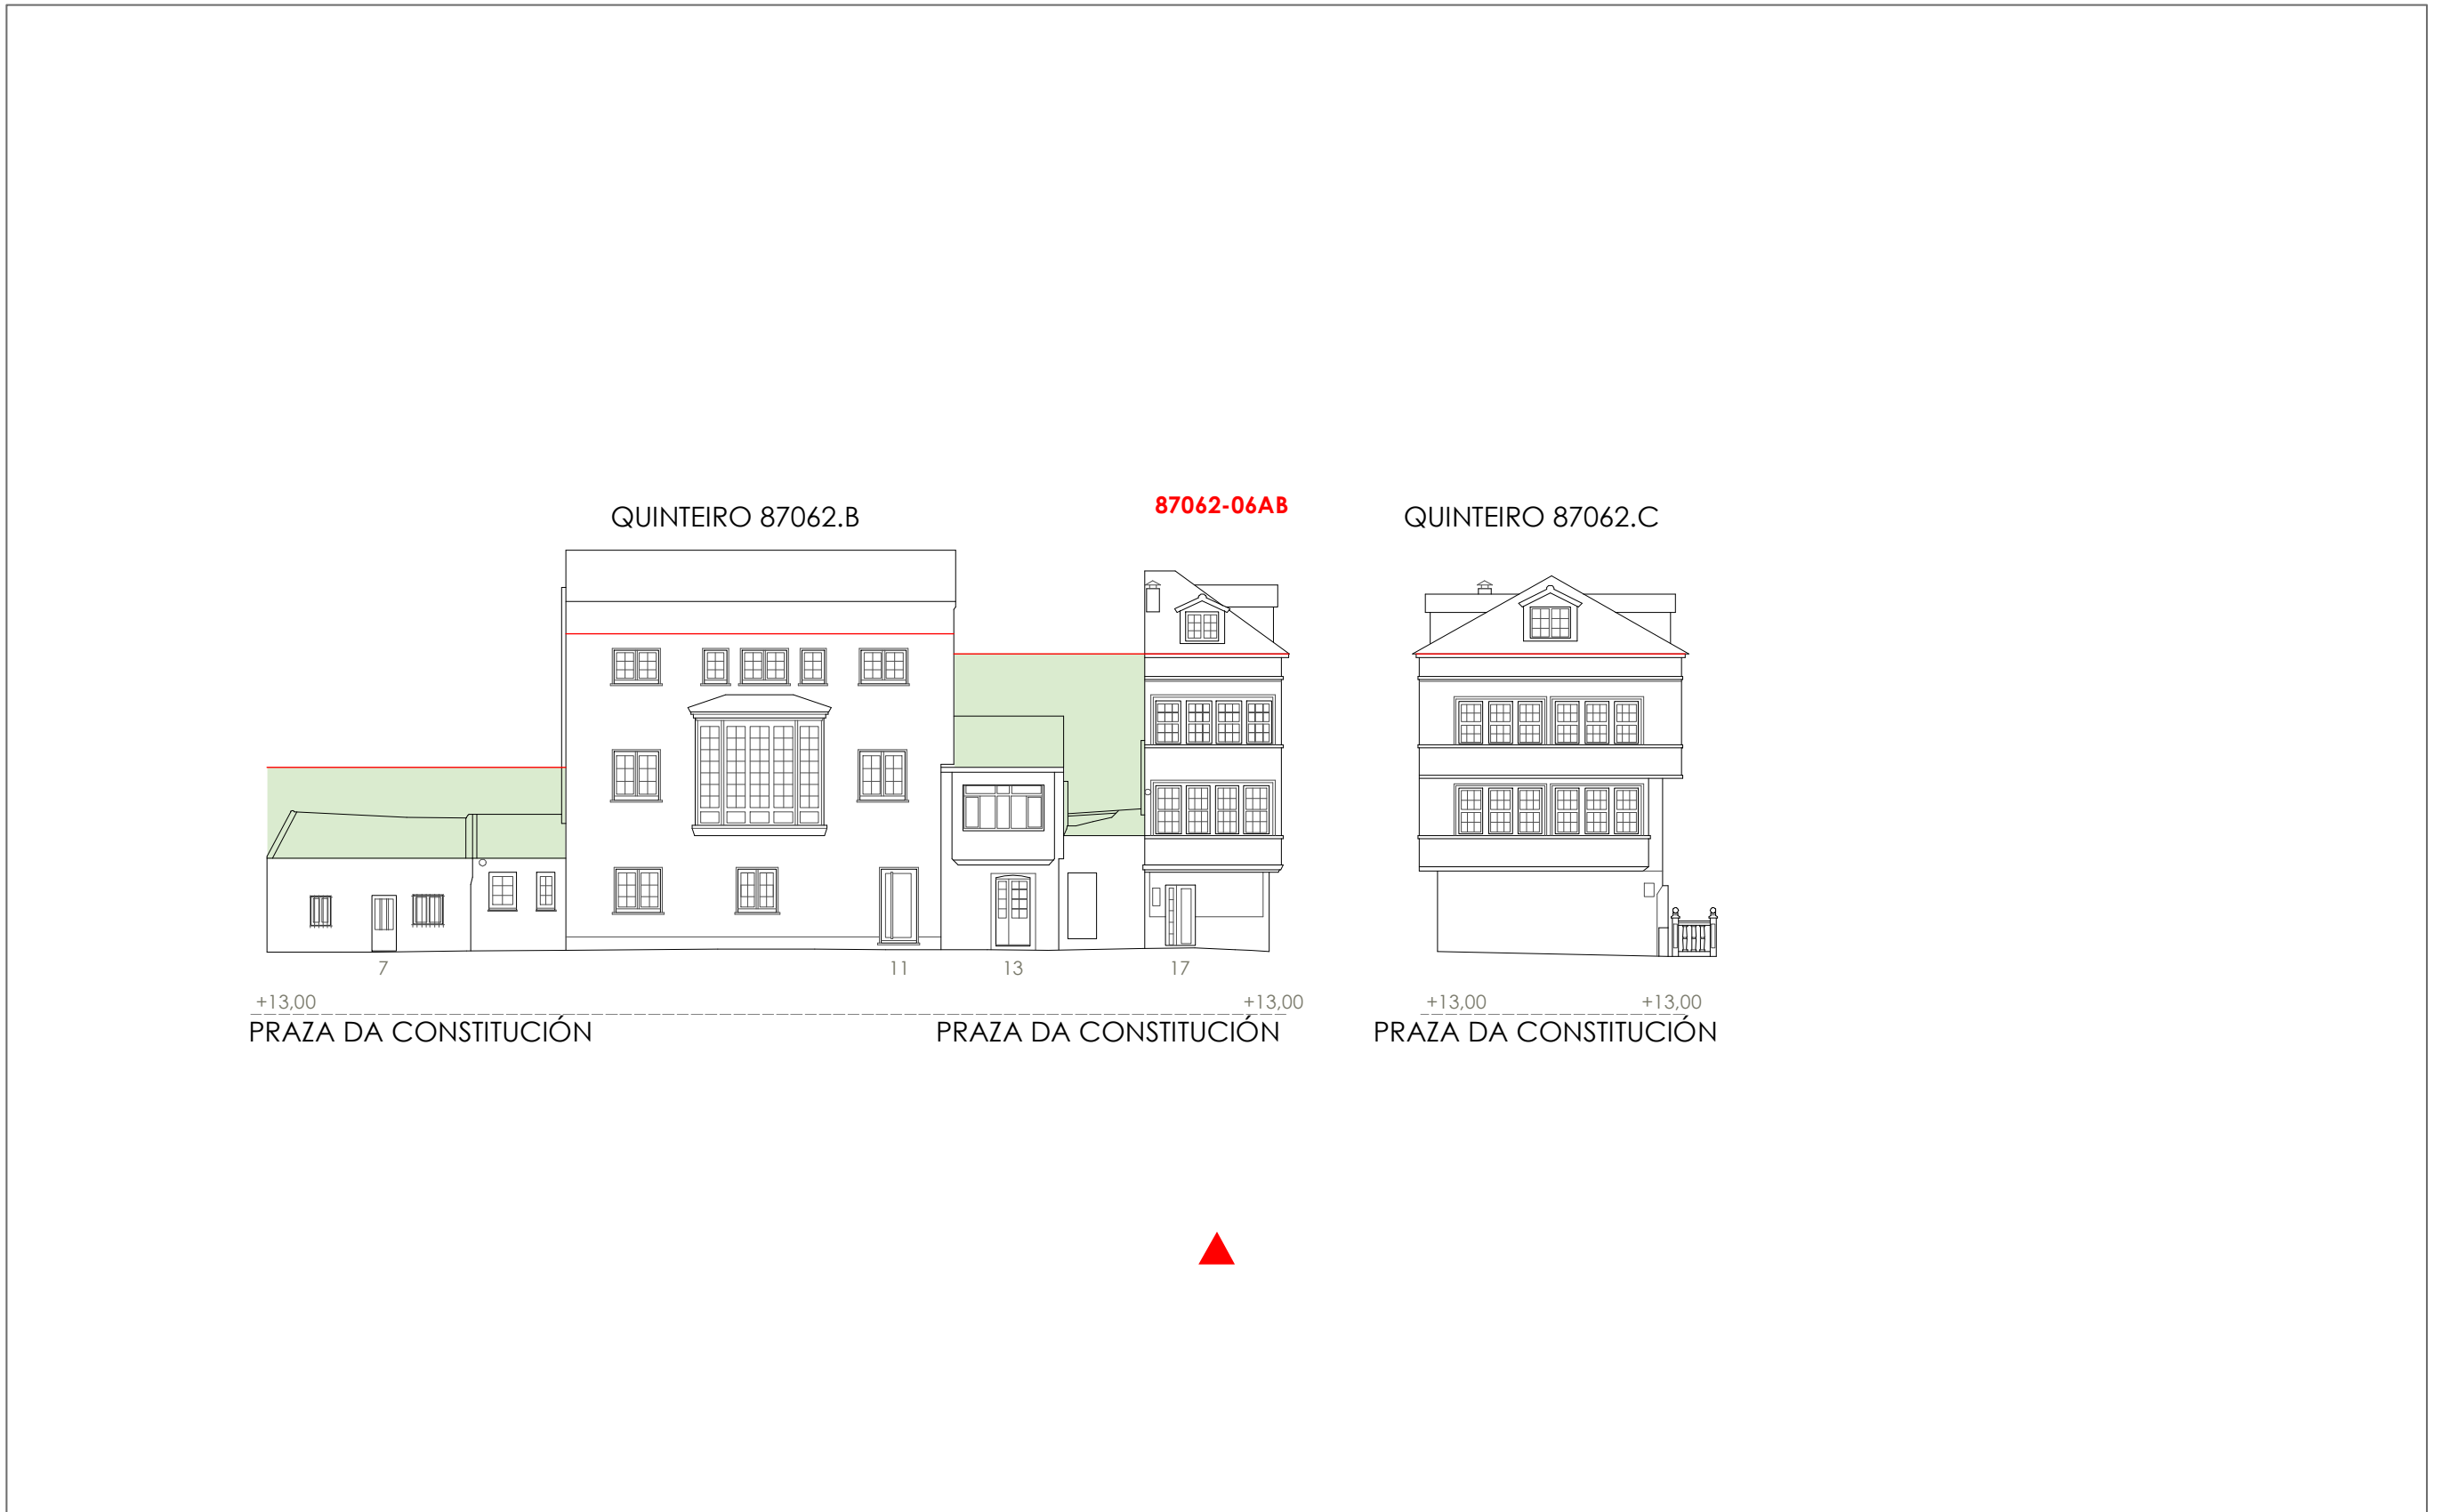 87062-06AB
QUINTEIRO 87062.B
QUINTEIRO 87062.C
7
11
13
17
+13,00
+13,00
+13,00
+13,00
PRAZA DA CONSTITUCIÓN
PRAZA DA CONSTITUCIÓN
PRAZA DA CONSTITUCIÓN